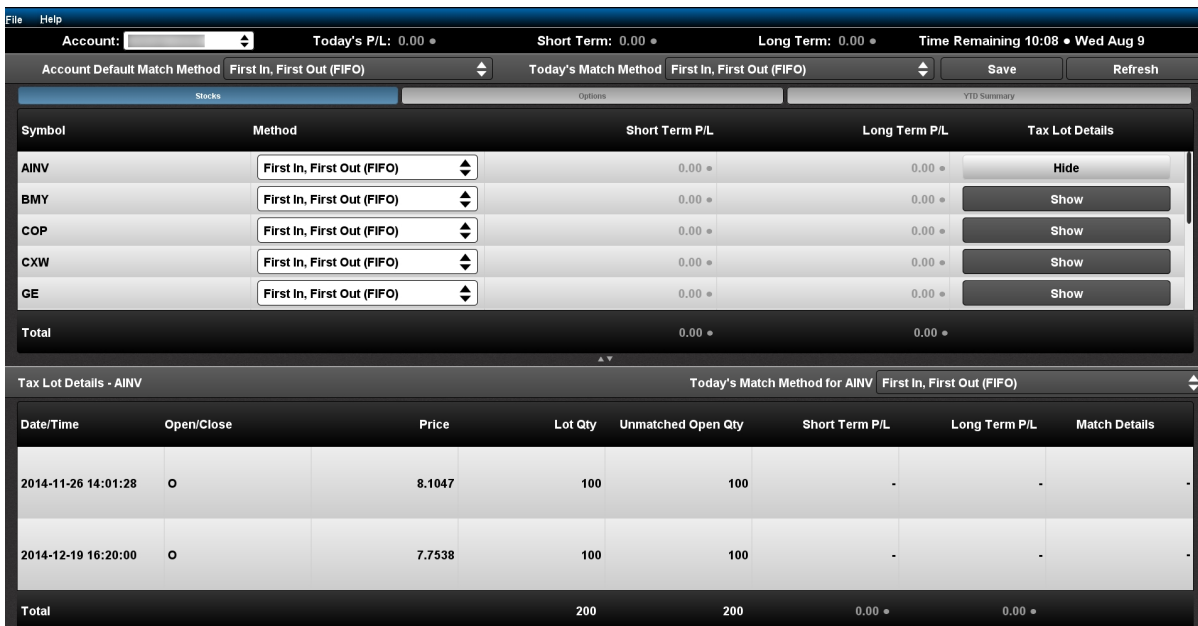 File Help
Account: Today's P/L: 0.00 ● Short Term: 0.00 ● Long Term: 0.00 ● Time Remaining 10:08 ● Wed Aug 9
Account Default Match Method First In, First Out (FIFO) Today's Match Method First In, First Out (FIFO) Save Refresh
Stocks Options YTD Summary
Symbol Method Short Term P/L Long Term P/L Tax Lot Details
AINV First In, First Out (FIFO) 0.00 ● 0.00 ● Hide
BMY First In, First Out (FIFO) 0.00 ● 0.00 ● Show
COP First In, First Out (FIFO) 0.00 ● 0.00 ● Show
CXW First In, First Out (FIFO) 0.00 ● 0.00 ● Show
GE First In, First Out (FIFO) 0.00 ● 0.00 ● Show
Total 0.00 ● 0.00 ●
Tax Lot Details - AINV Today's Match Method for AINV First In, First Out (FIFO)
Date/Time Open/Close Price Lot Qty Unmatched Open Qty Short Term P/L Long Term P/L Match Details
2014-11-26 14:01:28 O 8.1047 100 100 - - -
2014-12-19 16:20:00 O 7.7538 100 100 - - -
Total 200 200 0.00 ● 0.00 ●